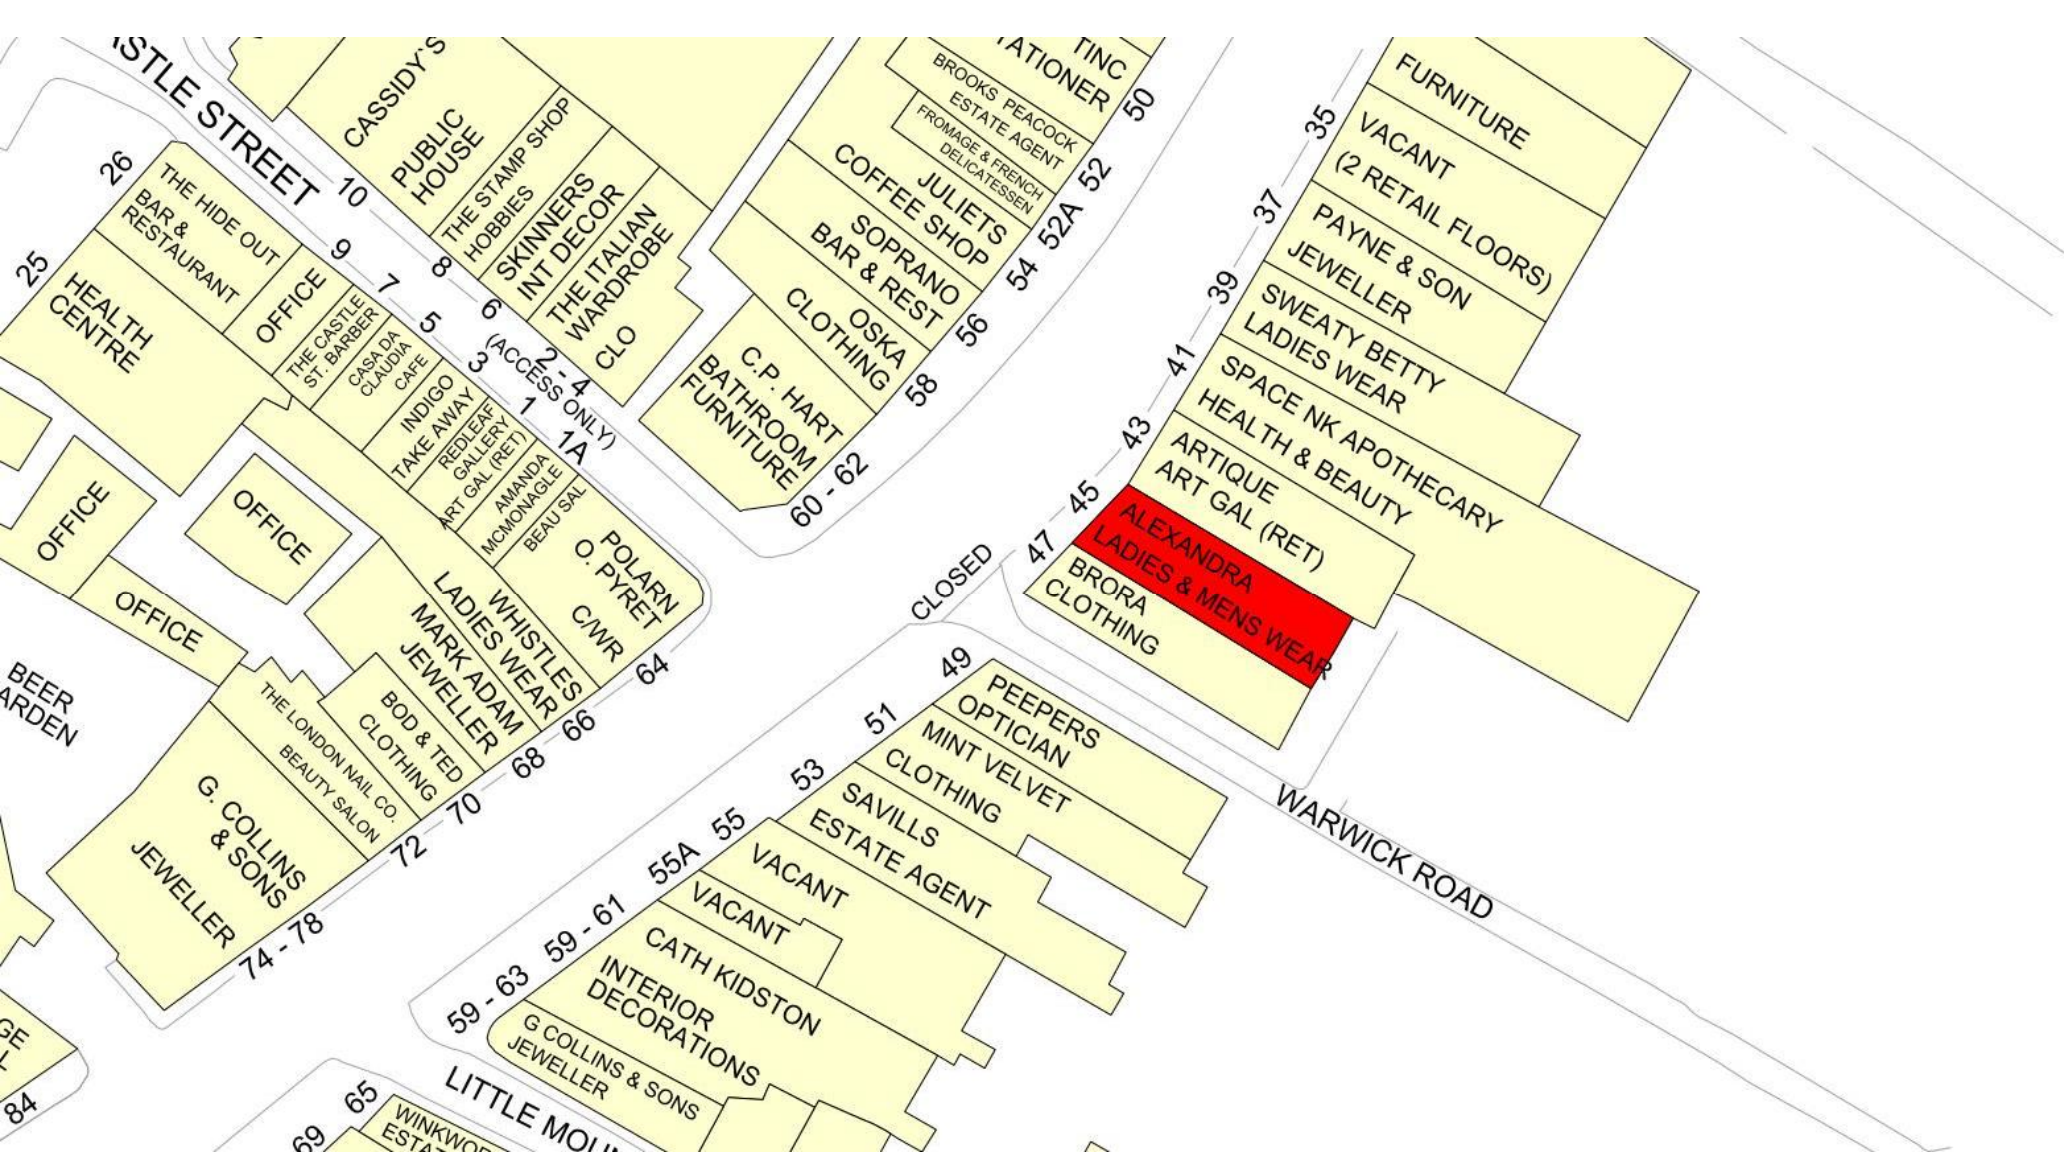 STLE STREET
CASSIDY`S
PUBLIC
HOUSE
THE STAMP SHOP
HOBBIES
SKINNERS
INT DECOR
THE ITALIAN
WARDROBE
CLO
10
8
6
2 - 4
(ACCESS ONLY)
26
THE HIDE OUT
BAR &
RESTAURANT
25
HEALTH
CENTRE
OFFICE
9
7
5
3
1
1A
THE CASTLE
ST. BARBER
CASA DA
CLAUDIA
CAFE
INDIGO
TAKE AWAY
REDLEAF
GALLERY
ART GAL (RET)
AMANDA
MCMONAGLE
BEAU SAL
POLARN
O. PYRET
C/WR
OFFICE
OFFICE
OFFICE
BEER
ARDEN
WHISTLES
LADIES WEAR
MARK ADAM
JEWELLER
BOD & TED
CLOTHING
THE LONDON NAIL CO.
BEAUTY SALON
G. COLLINS
& SONS
JEWELLER
64
66
68
70
72
74 - 78
84
TINC
ATIONER
BROOKS PEACOCK
ESTATE AGENT
FROMAGE & FRENCH
DELICATESSEN
JULIETS
COFFEE SHOP
SOPRANO
BAR & REST
OSKA
CLOTHING
C.P. HART
BATHROOM
FURNITURE
50
52
52A
54
56
58
60 - 62
FURNITURE
VACANT
(2 RETAIL FLOORS)
PAYNE & SON
JEWELLER
SWEATY BETTY
LADIES WEAR
SPACE NK APOTHECARY
HEALTH & BEAUTY
ARTIQUE
ART GAL (RET)
ALEXANDRA
LADIES & MENS WEAR
BRORA
CLOTHING
35
37
39
41
43
45
47
CLOSED
WARWICK ROAD
49
51
53
55
55A
59 - 61
59 - 63
PEEPERS
OPTICIAN
MINT VELVET
CLOTHING
SAVILLS
ESTATE AGENT
VACANT
VACANT
CATH KIDSTON
INTERIOR
DECORATIONS
G COLLINS & SONS
JEWELLER
LITTLE MOUN
65
WINKWOR
ESTAT
69
GE